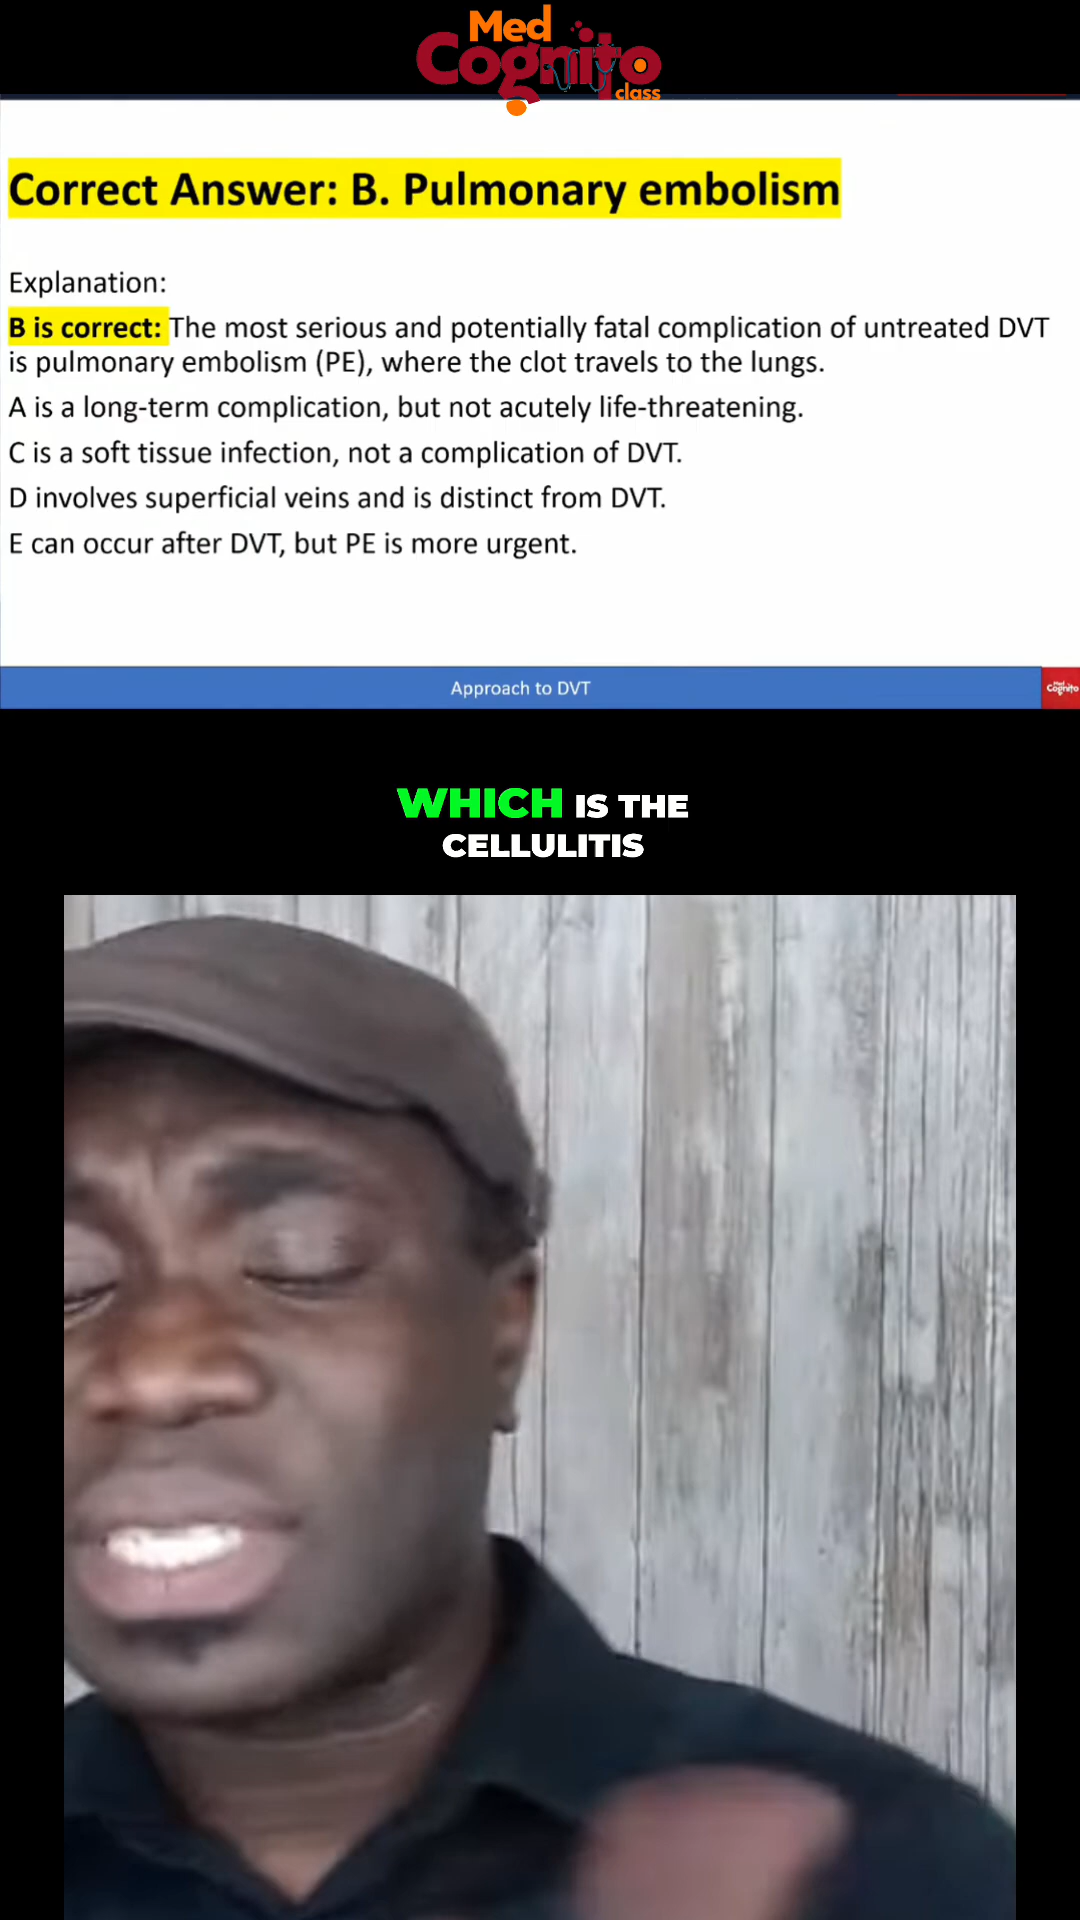 Med
Cognito
class
Correct Answer: B. Pulmonary embolism
Explanation:
B is correct: The most serious and potentially fatal complication of untreated DVT
is pulmonary embolism (PE), where the clot travels to the lungs.
A is a long-term complication, but not acutely life-threatening.
C is a soft tissue infection, not a complication of DVT.
D involves superficial veins and is distinct from DVT.
E can occur after DVT, but PE is more urgent.
Approach to DVT
Med
Cognito
WHICH IS THE
CELLULITIS